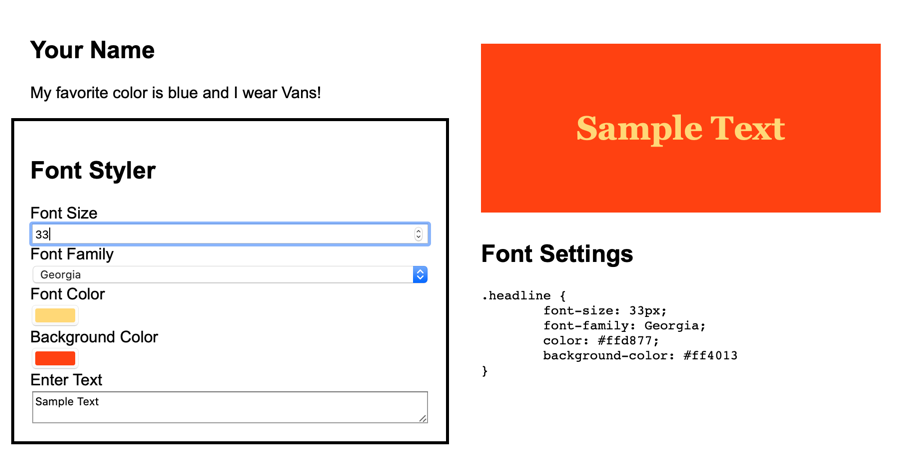 Your Name
My favorite color is blue and I wear Vans!
Font Styler
Font Size
33
Font Family
Georgia
Font Color
Background Color
Enter Text
Sample Text
Sample Text
Font Settings
.headline {
        font-size: 33px;
        font-family: Georgia;
        color: #ffd877;
        background-color: #ff4013
}